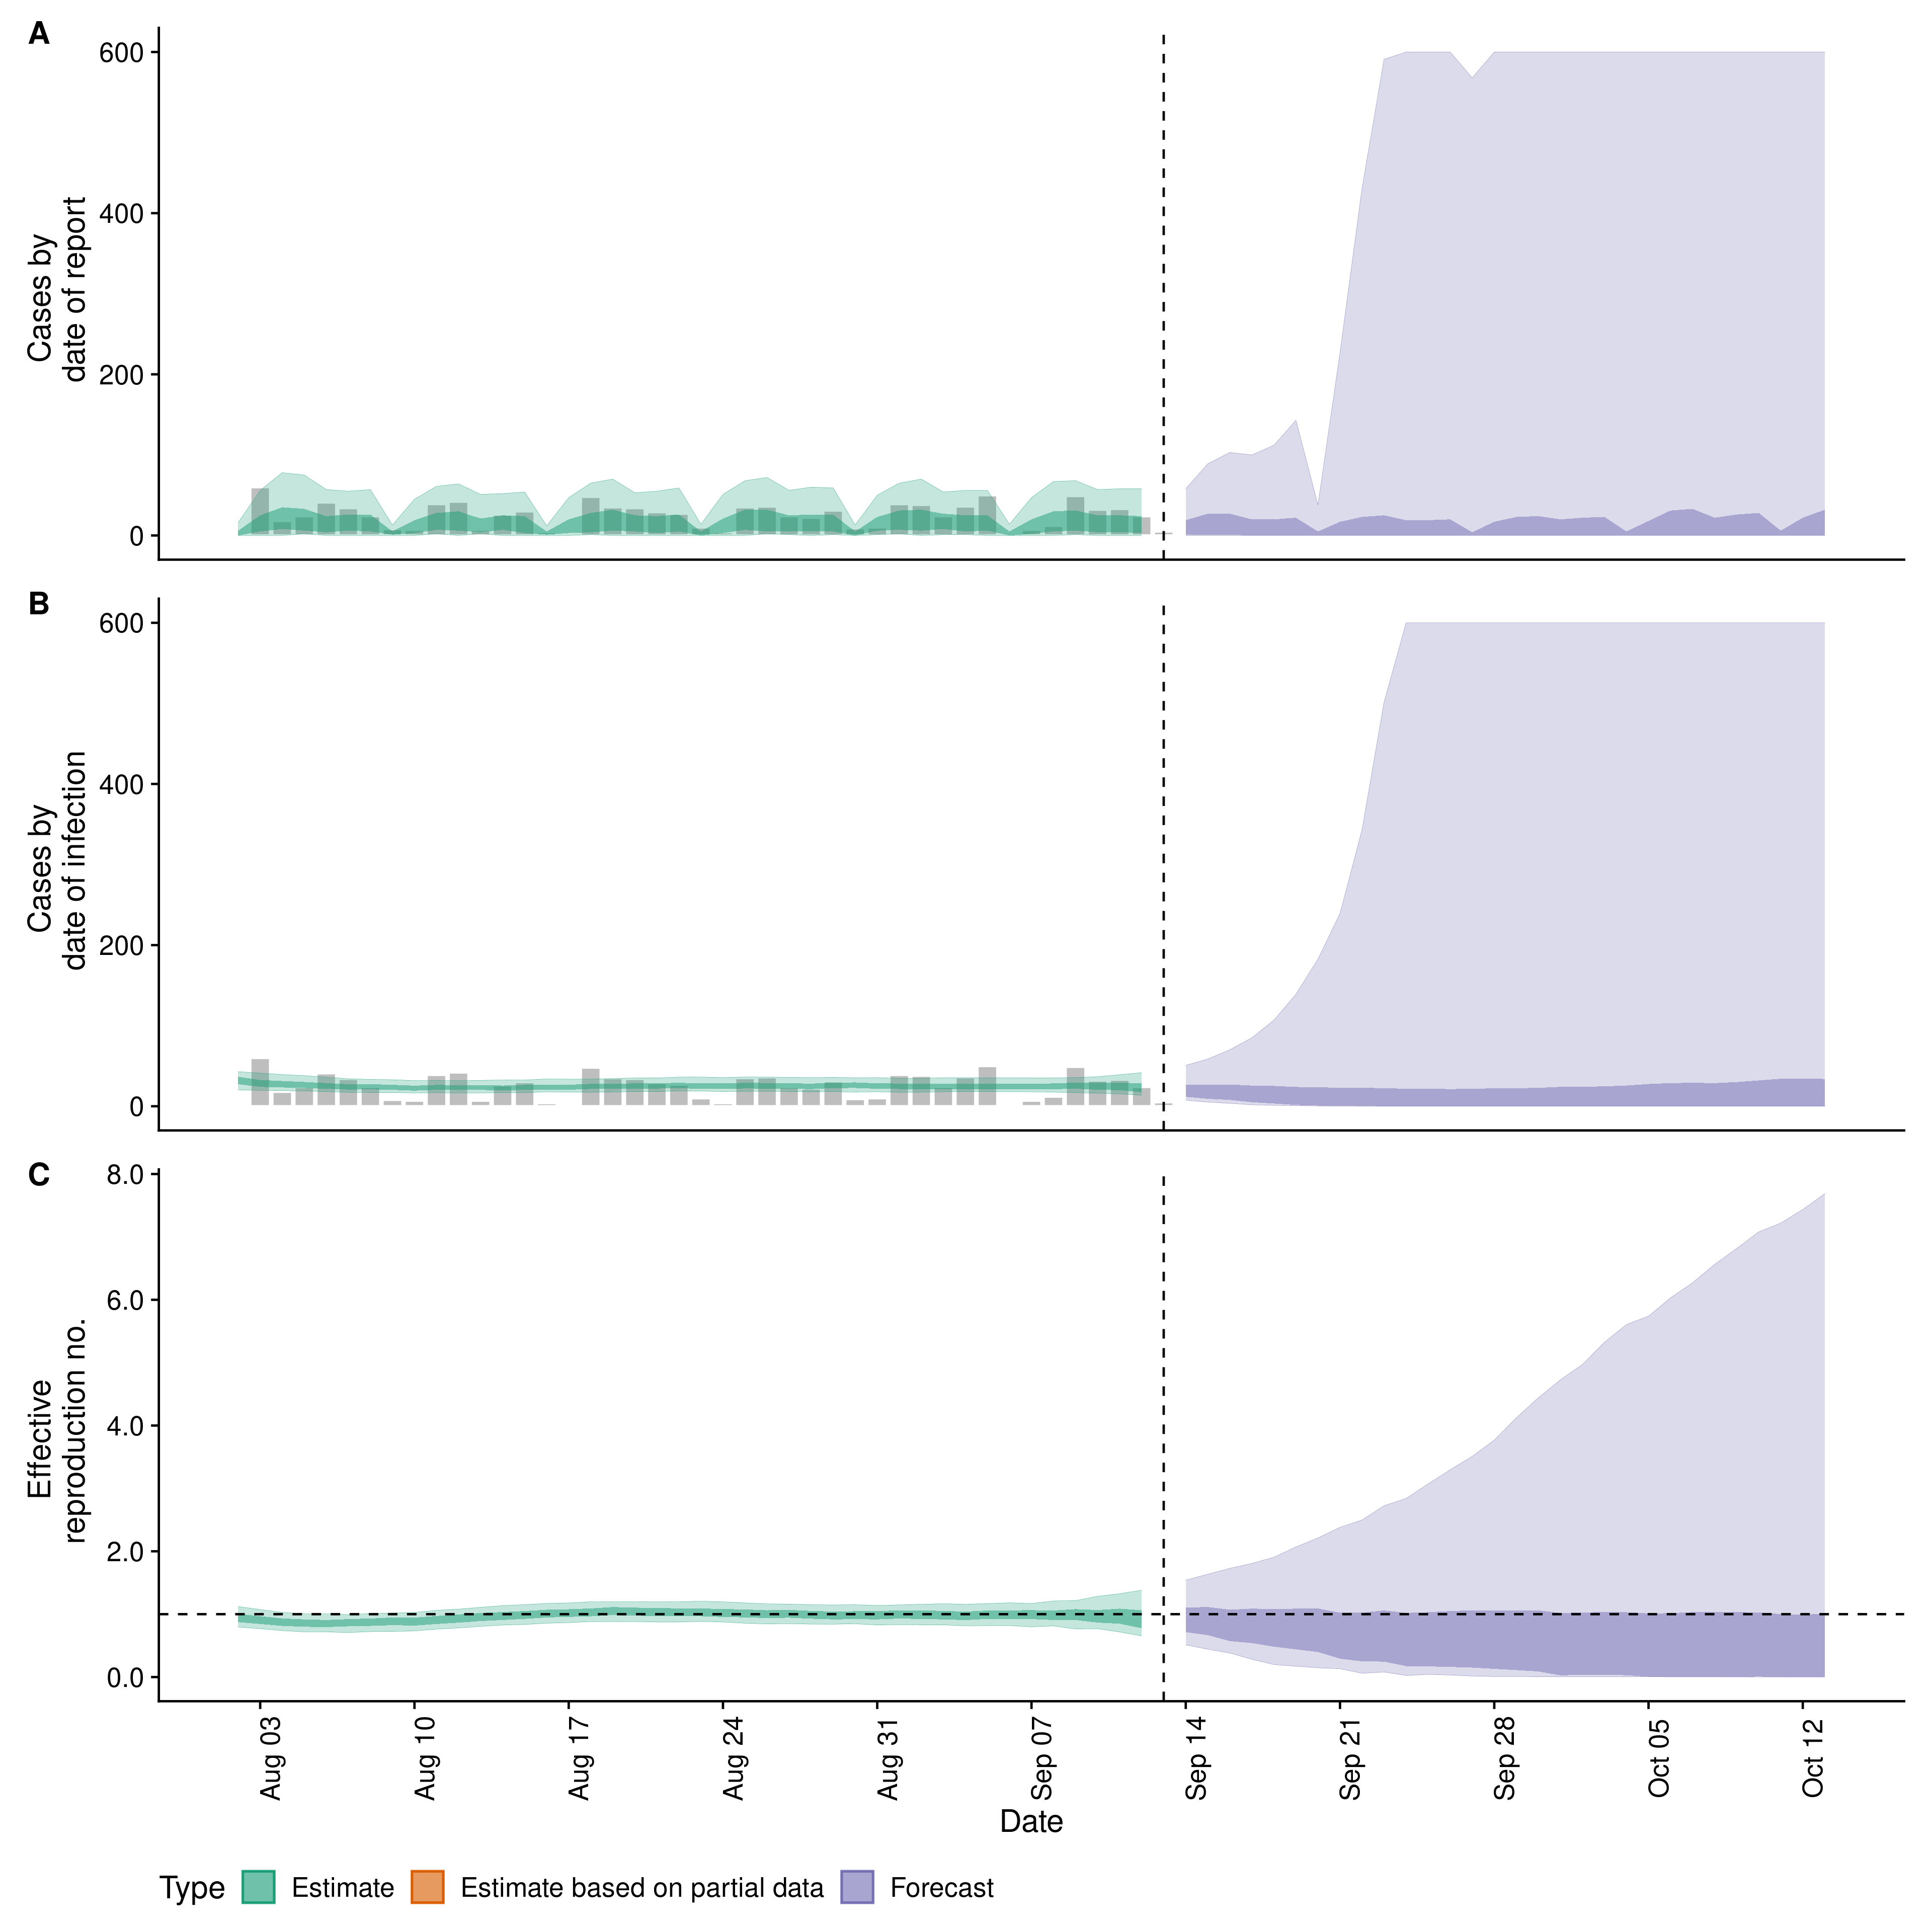 A
600
400
200
0
Cases by
date of report
B
600
400
200
0
Cases by
date of infection
C
8.0
6.0
4.0
2.0
0.0
Effective
reproduction no.
Aug 03
Aug 10
Aug 17
Aug 24
Aug 31
Sep 07
Sep 14
Sep 21
Sep 28
Oct 05
Oct 12
Date
Type Estimate Estimate based on partial data Forecast